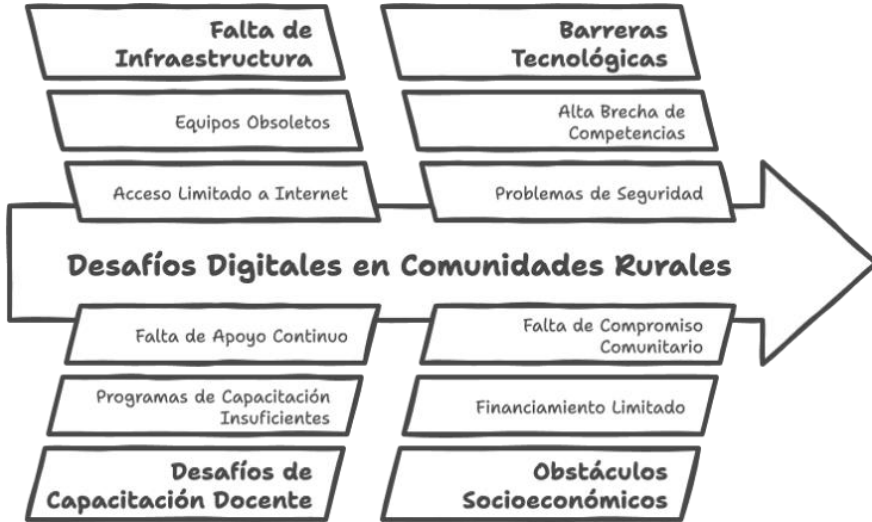 Falta de
Infraestructura
Equipos Obsoletos
Acceso Limitado a Internet
Barreras
Tecnológicas
Alta Brecha de
Competencias
Problemas de Seguridad
Desafíos Digitales en Comunidades Rurales
Falta de Apoyo Continuo
Programas de Capacitación
Insuficientes
Desafíos de
Capacitación Docente
Falta de Compromiso
Comunitario
Financiamiento Limitado
Obstáculos
Socioeconómicos